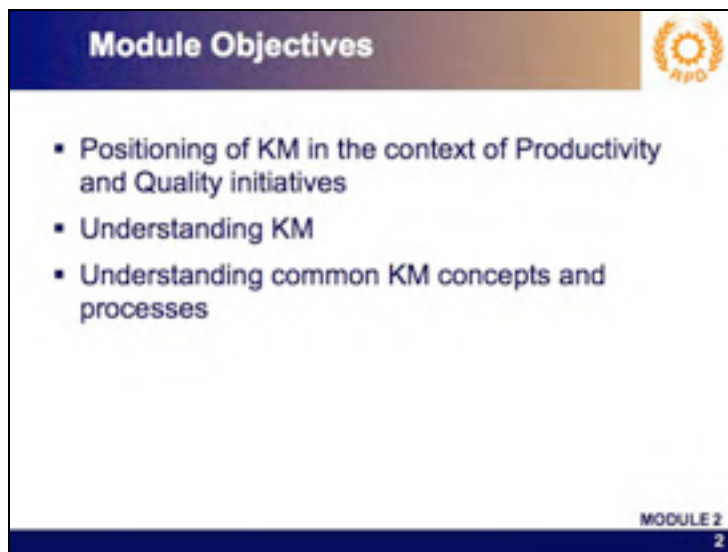 Module Objectives
APO
▪ Positioning of KM in the context of Productivity
and Quality initiatives
▪ Understanding KM
▪ Understanding common KM concepts and
processes
MODULE 2
2